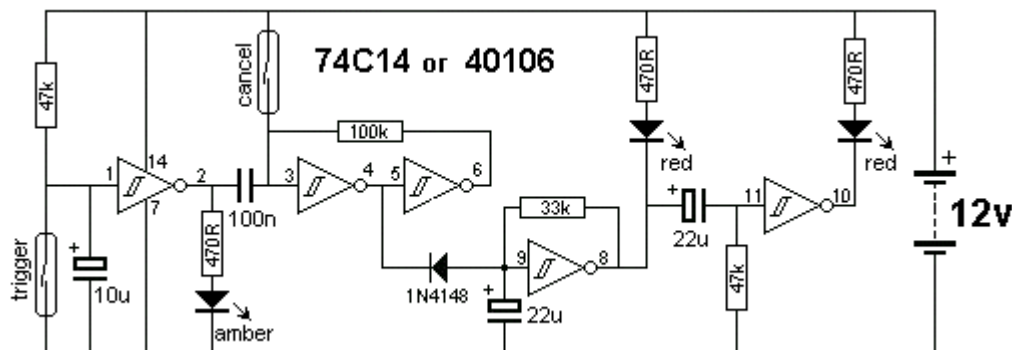 74C14 or 40106
47k
cancel
100k
470R
470R
red
red
1
14
2
7
100n
3
4
5
6
33k
9
8
11
10
+
12v
trigger
+
10u
470R
amber
1N4148
+
22u
+
22u
47k